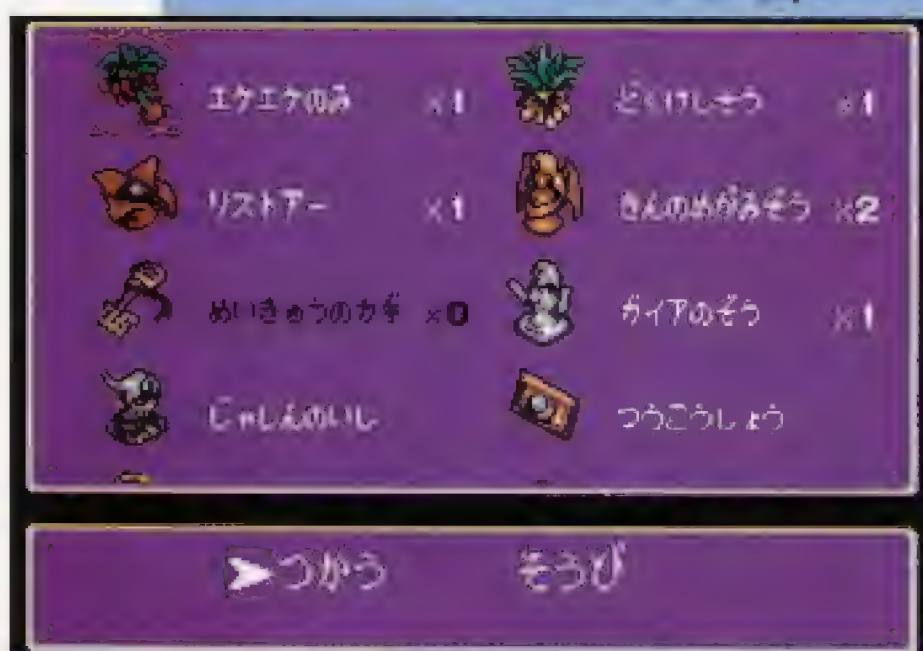 エケエケのみ ×1 どくけしそう ×1
リストアー ×1 きんのめがみぞう ×2
めいきゅうのカギ ×0 ガイアのぞう ×1
じゃしんのいし つうこうしょう
つかう そうび